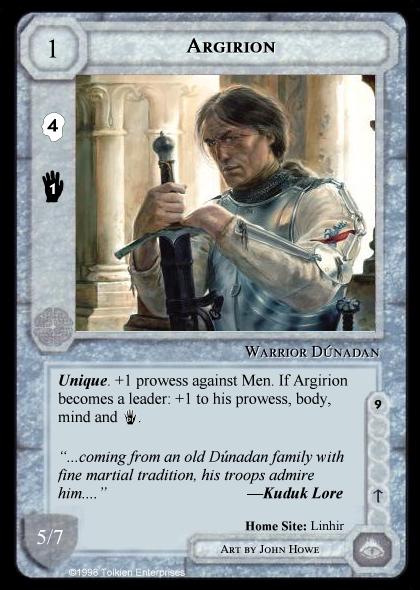 1
ARGIRION
4
1
WARRIOR DÚNADAN
Unique. +1 prowess against Men. If Argirion
becomes a leader: +1 to his prowess, body,
mind and .
9
“...coming from an old Dúnadan family with
fine martial tradition, his troops admire
him....” —Kuduk Lore
Home Site: Linhir
5/7
ART BY JOHN HOWE
©1998 Tolkien Enterprises